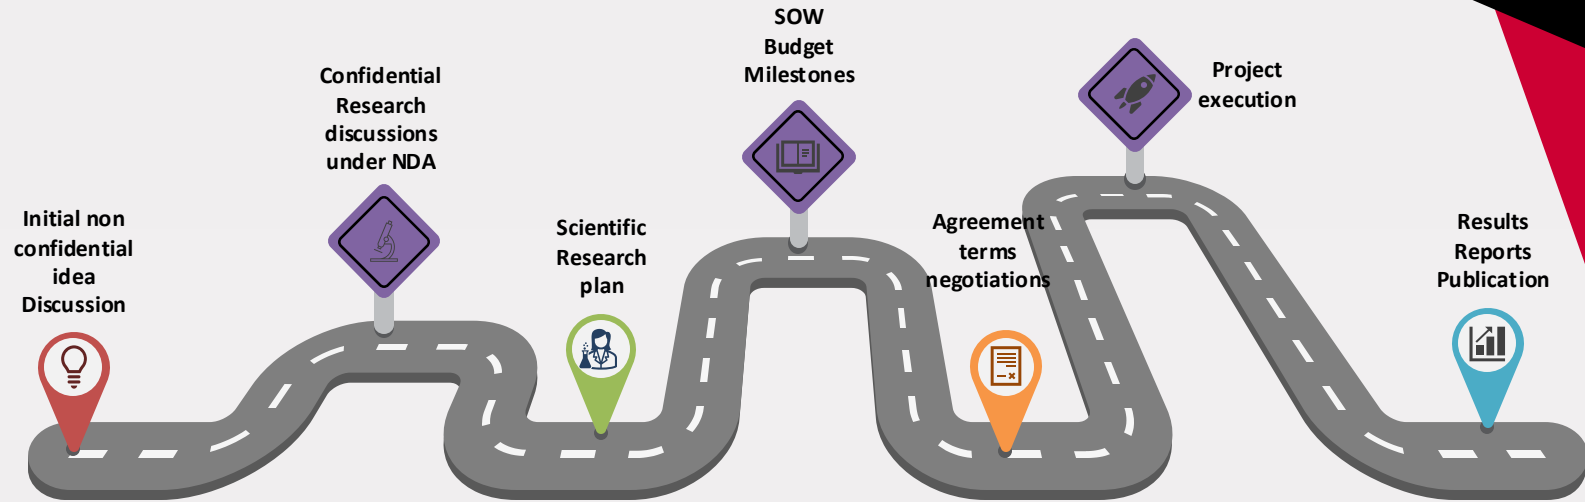 Initial non
confidential
idea
Discussion
Confidential
Research
discussions
under NDA
Scientific
Research
plan
SOW
Budget
Milestones
Agreement
terms
negotiations
Project
execution
Results
Reports
Publication